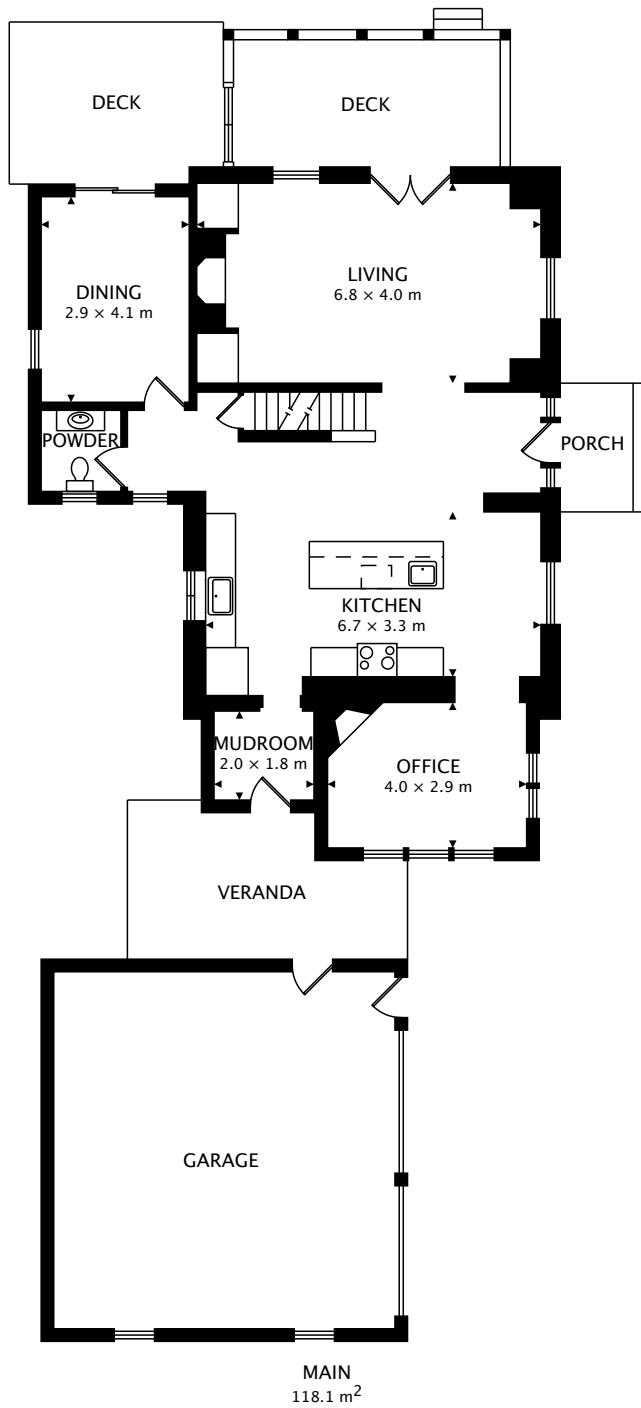 DECK
DECK
DINING
2.9 × 4.1 m
LIVING
6.8 × 4.0 m
POWDER
PORCH
KITCHEN
6.7 × 3.3 m
MUDROOM
2.0 × 1.8 m
OFFICE
4.0 × 2.9 m
VERANDA
GARAGE
MAIN
118.1 m²